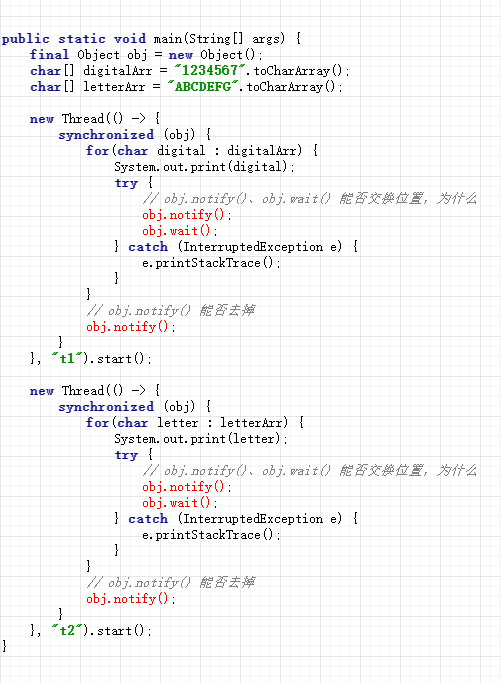 public static void main(String[] args) {
    final Object obj = new Object();
    char[] digitalArr = "1234567".toCharArray();
    char[] letterArr = "ABCDEFG".toCharArray();

    new Thread(() -> {
        synchronized (obj) {
            for(char digital : digitalArr) {
                System.out.print(digital);
                try {
                    // obj.notify()、obj.wait() 能否交换位置，为什么
                    obj.notify();
                    obj.wait();
                } catch (InterruptedException e) {
                    e.printStackTrace();
                }
            }
            // obj.notify() 能否去掉
            obj.notify();
        }
    }, "t1").start();

    new Thread(() -> {
        synchronized (obj) {
            for(char letter : letterArr) {
                System.out.print(letter);
                try {
                    // obj.notify()、obj.wait() 能否交换位置，为什么
                    obj.notify();
                    obj.wait();
                } catch (InterruptedException e) {
                    e.printStackTrace();
                }
            }
            // obj.notify() 能否去掉
            obj.notify();
        }
    }, "t2").start();
}